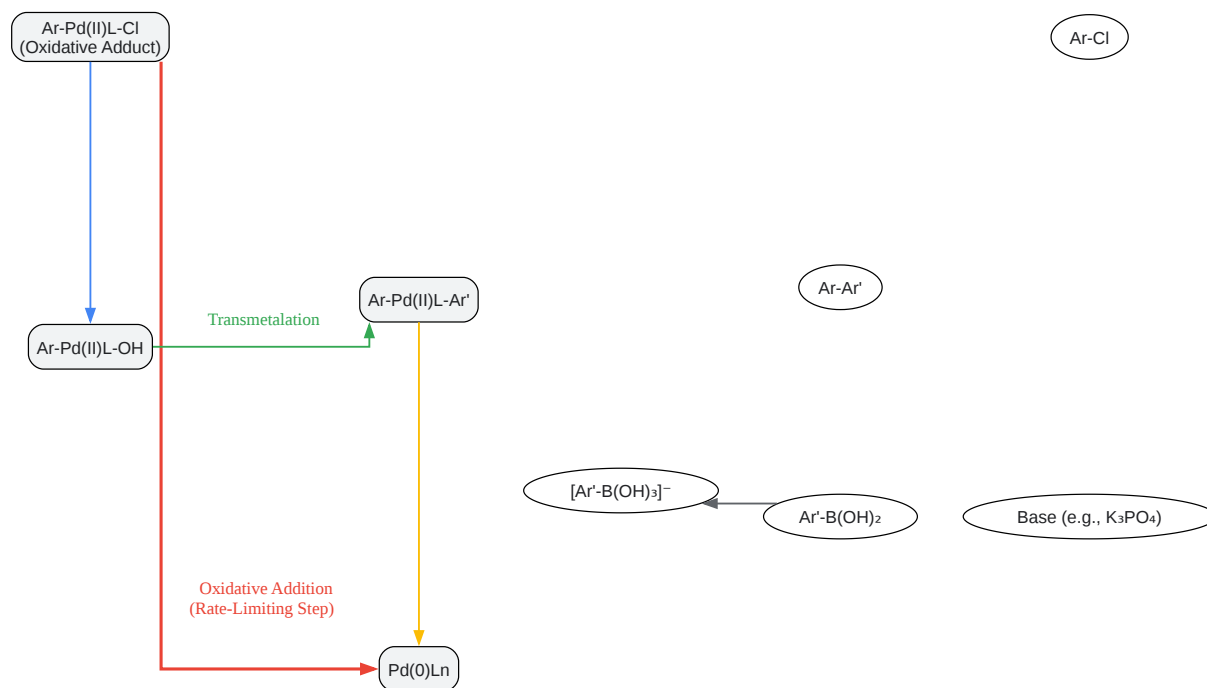 Ar-Pd(II)L-Cl
(Oxidative Adduct)
Ar-Cl
Ar-Pd(II)L-Ar'
Ar-Ar'
Transmetalation
Ar-Pd(II)L-OH
[Ar'-B(OH)₃]⁻
Ar'-B(OH)₂
Base (e.g., K₃PO₄)
Oxidative Addition
(Rate-Limiting Step)
Pd(0)Ln